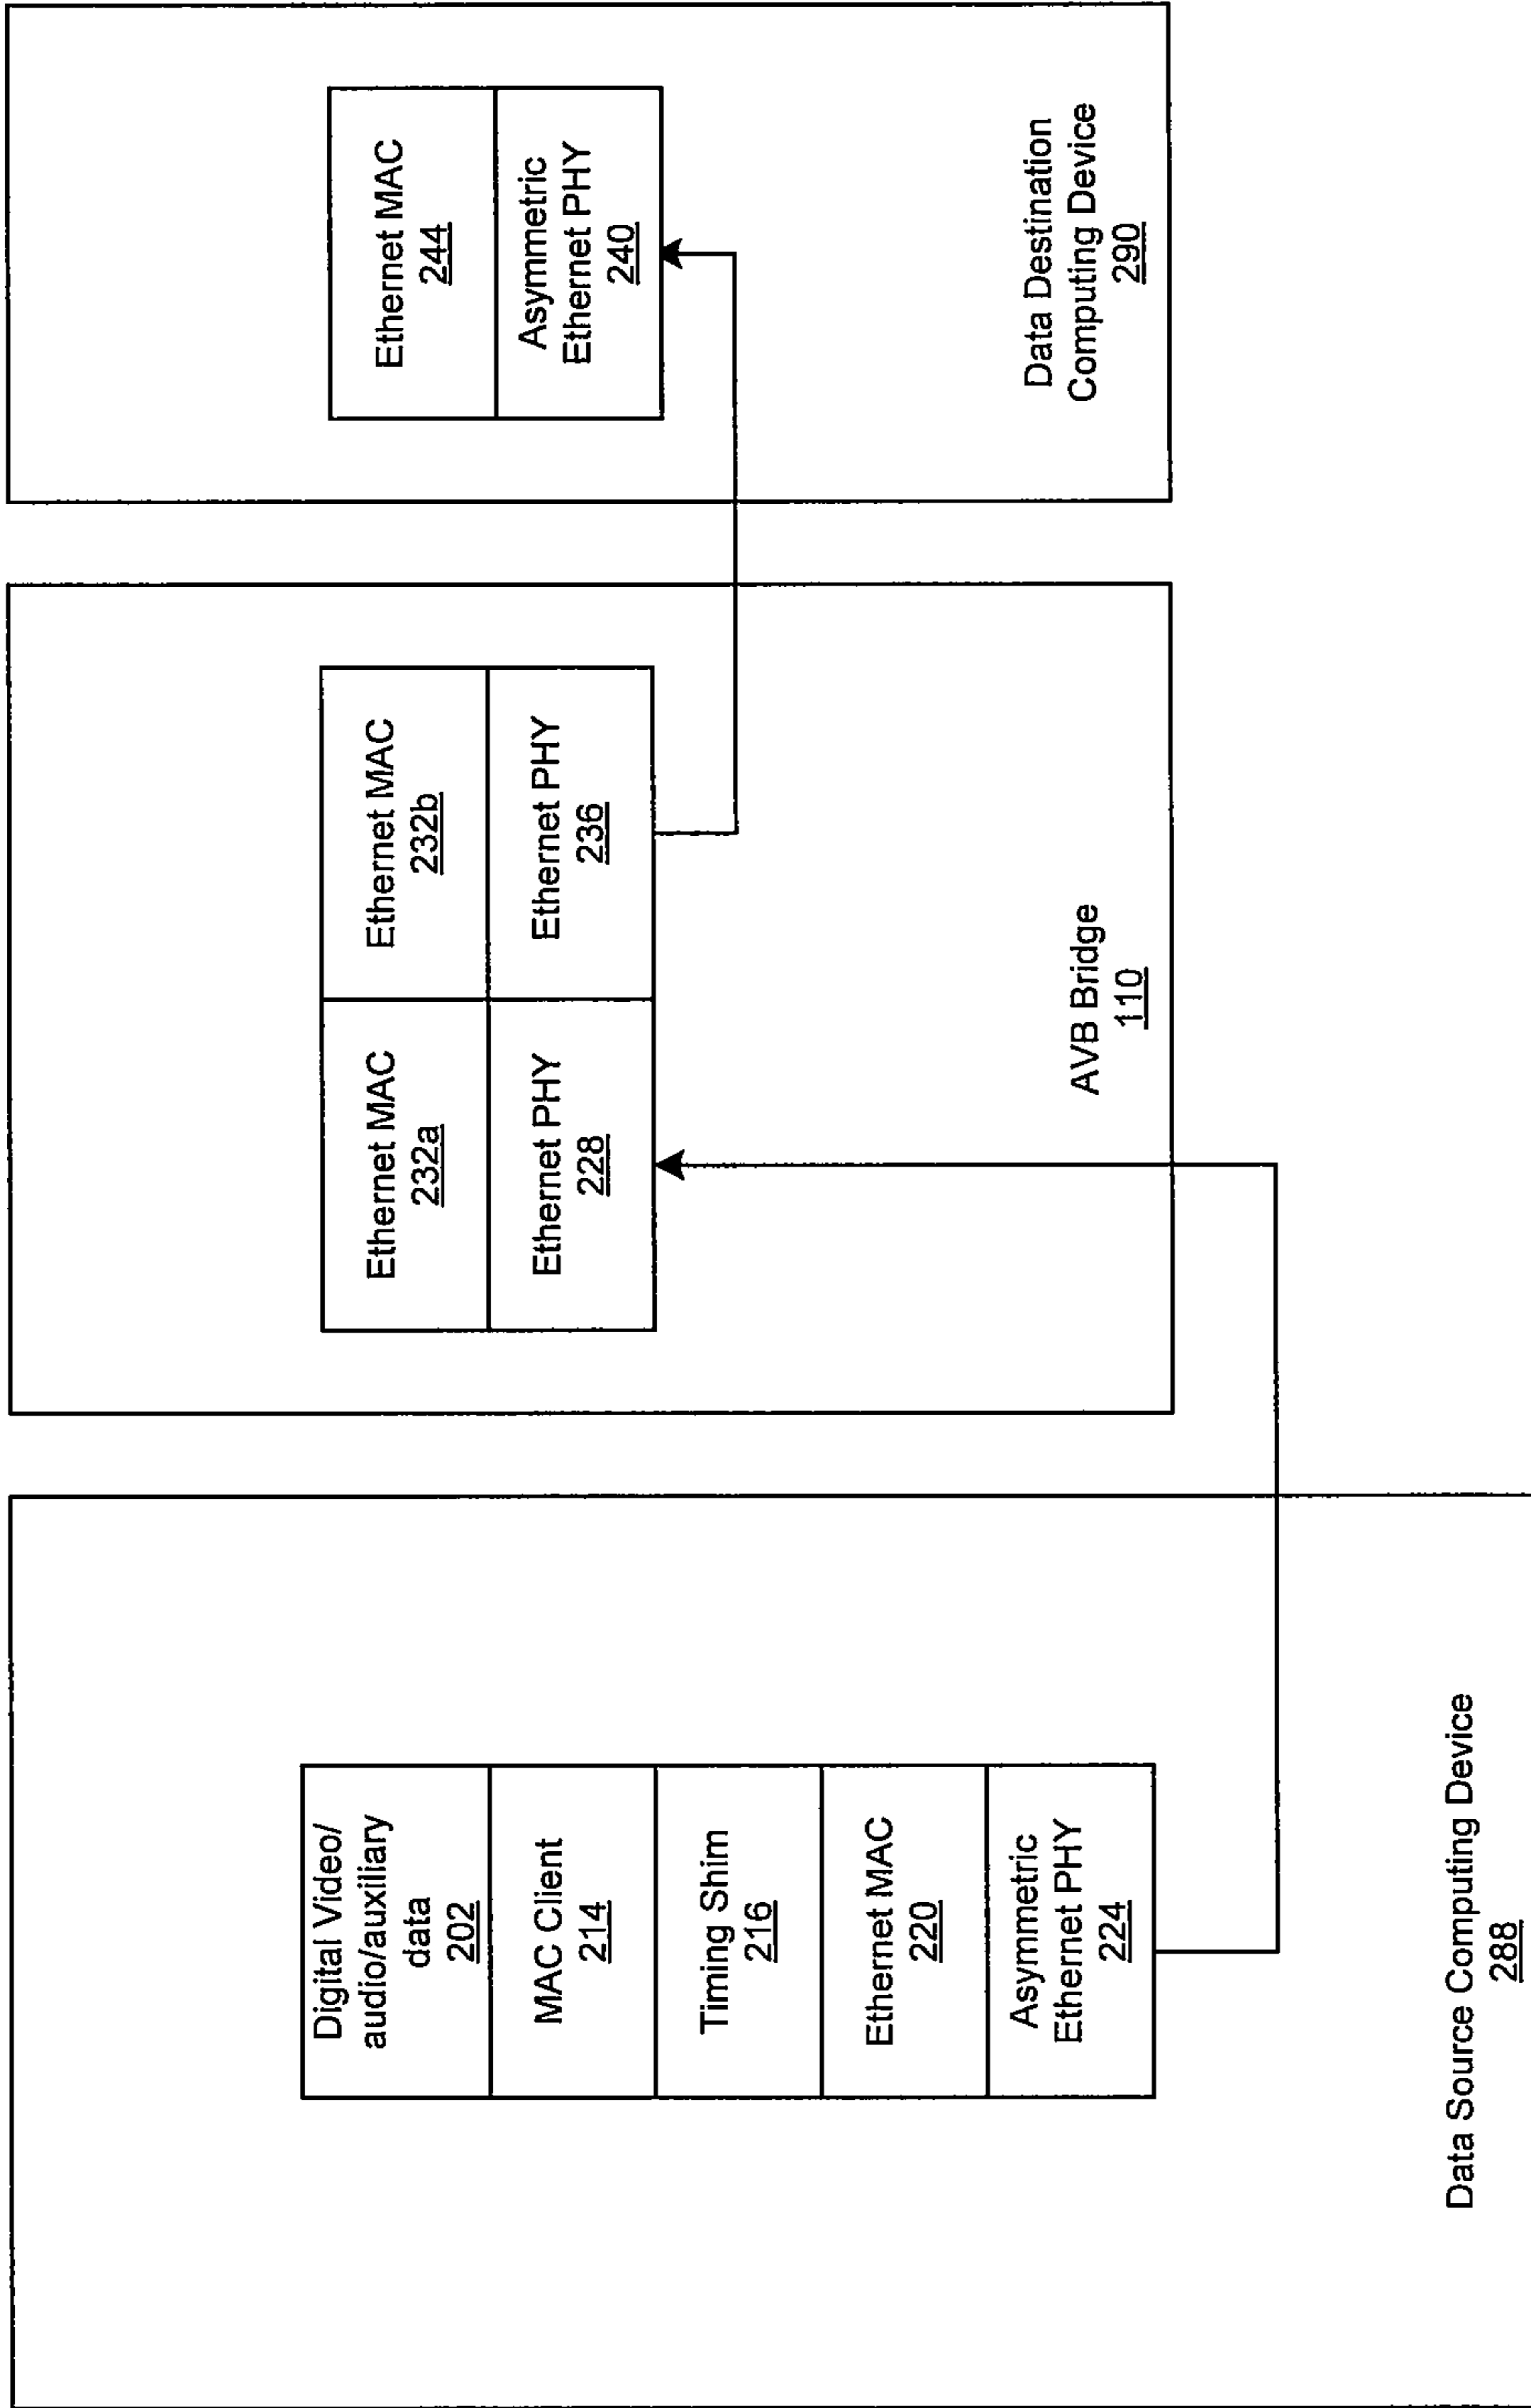 Digital Video/
audio/auxiliary
data
202
MAC Client
214
Timing Shim
216
Ethernet MAC
220
Asymmetric
Ethernet PHY
224
Data Source Computing Device
288
Ethernet MAC
232a
Ethernet MAC
232b
Ethernet PHY
228
Ethernet PHY
236
AVB Bridge
110
Ethernet MAC
244
Asymmetric
Ethernet PHY
240
Data Destination
Computing Device
290